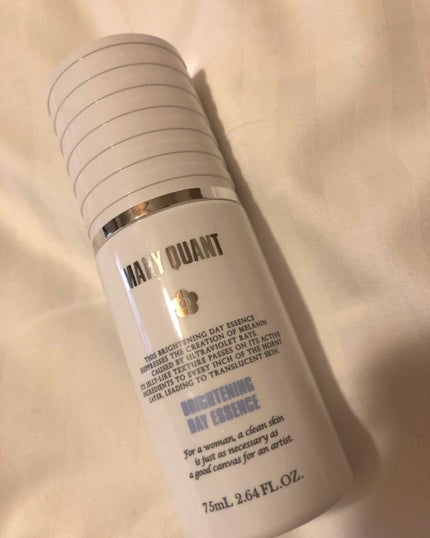 MARY QUANT
THIS BRIGHTENING DAY ESSENCE
SUPPRESSES THE CREATION OF MELANIN
CAUSED BY ULTRAVIOLET RAYS.
ITS JELLY-LIKE TEXTURE PASSES ON ITS ACTIVE
INGREDIENTS TO EVERY INCH OF THE HORNY
LAYER, LEADING TO TRANSLUCENT SKIN
BRIGHTENING
DAY ESSENCE
For a woman, a clean skin
is just as necessary as
a good canvas for an artist.
75mL 2.64 FL.OZ.